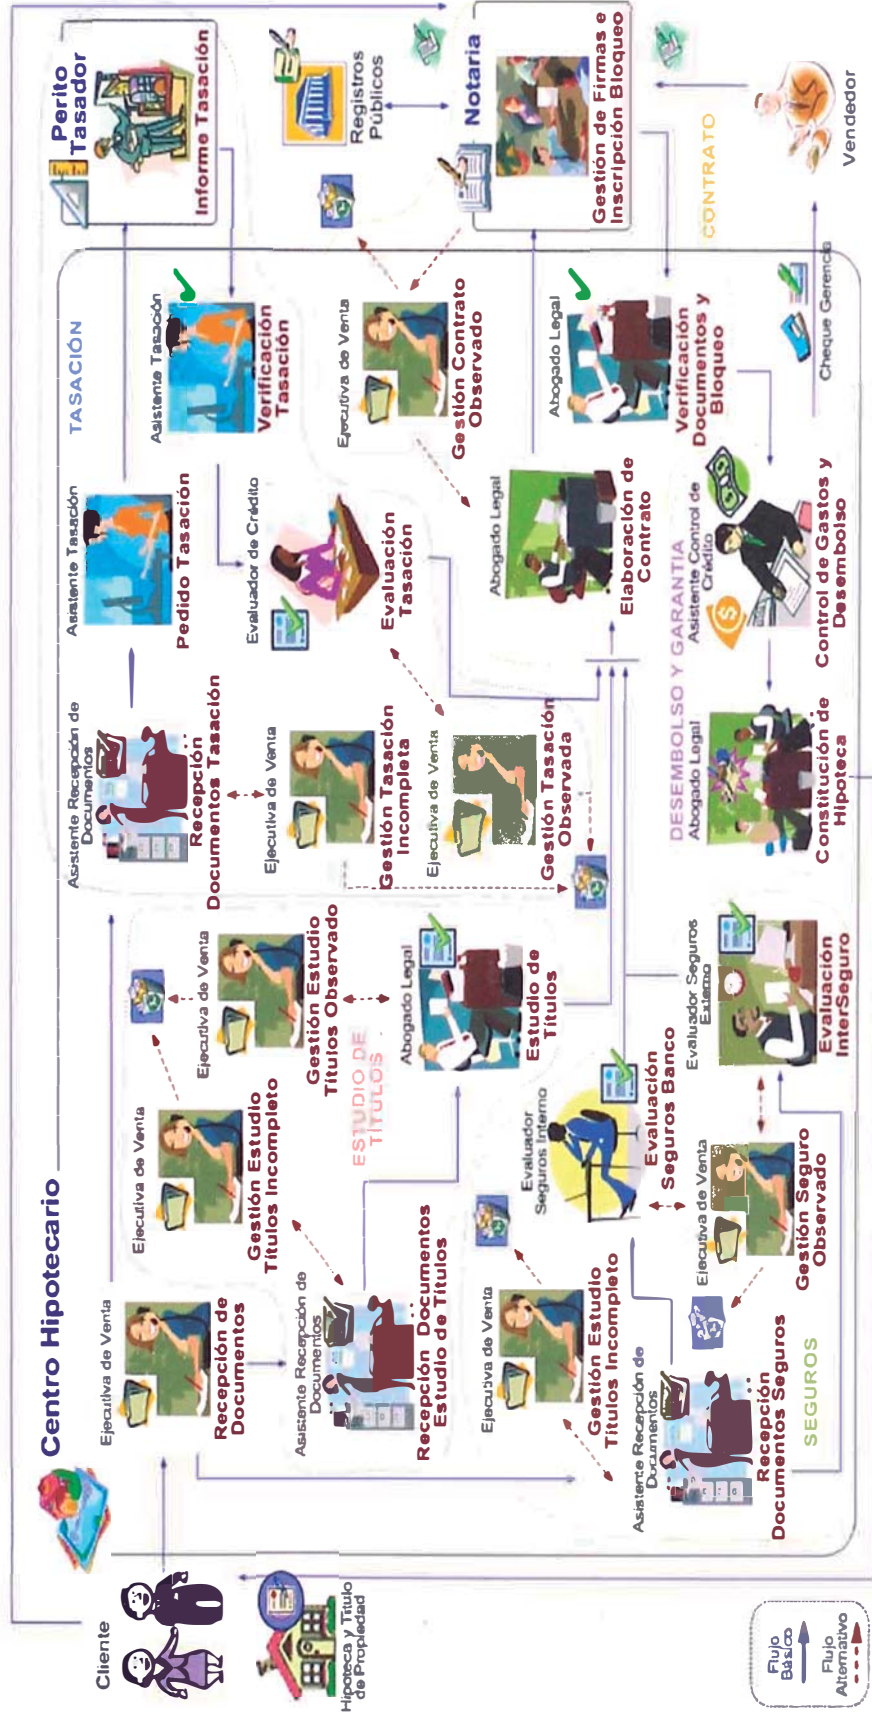 Centro Hipotecario
Cliente
Hipoteca y Título
de Propiedad
Flujo
Básico
Flujo
Alternativo
Ejecutiva de Venta
Recepción de
Documentos
Asistente Recepción de
Documentos
Recepción Documentos
Estudio de Títulos
Ejecutiva de Venta
Gestión Estudio
Títulos Incompleto
Ejecutiva de Venta
Gestión Estudio
Títulos Observado
ESTUDIO DE
TÍTULOS
Abogado Legal
Estudio de
Títulos
Ejecutiva de Venta
Gestión Estudio
Títulos Incompleto
Asistente Recepción de
Documentos
Recepción
Documentos Seguros
SEGUROS
Evaluador
Seguros Interno
Evaluación
Seguros Banco
Ejecutiva de Venta
Gestión Seguro
Observado
Evaluador Seguros
Externo
Evaluación
InterSeguro
TASACIÓN
Asistente Recepción de
Documentos
Recepción
Documentos Tasación
Ejecutiva de Venta
Gestión Tasación
Incompleta
Ejecutiva de Venta
Gestión Tasación
Observada
Asistente Tasación
Pedido Tasación
Perito
Tasador
Informe Tasación
Asistente Tasación
Verificación
Tasación
Evaluador de Crédito
Evaluación
Tasación
Ejecutiva de Venta
Gestión Contrato
Observado
Abogado Legal
Elaboración de
Contrato
Registros
Públicos
Notaria
Gestión de Firmas e
Inscripción Bloqueo
CONTRATO
Abogado Legal
Verificación
Documentos y
Bloqueo
DESEMBOLSO Y GARANTIA
Asistente Control de
Crédito
Control de Gastos y
Desembolso
Abogado Legal
Constitución de
Hipoteca
Cheque Gerencia
Vendedor